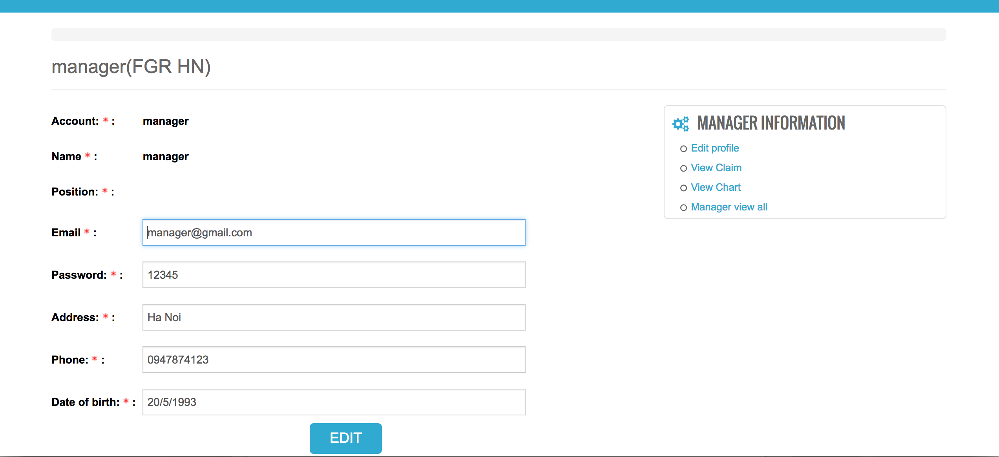 manager(FGR HN)
Account: * : manager
Name * : manager
Position: * :
Email * : manager@gmail.com
Password: * : 12345
Address: * : Ha Noi
Phone: * : 0947874123
Date of birth: * : 20/5/1993
EDIT
MANAGER INFORMATION
Edit profile
View Claim
View Chart
Manager view all